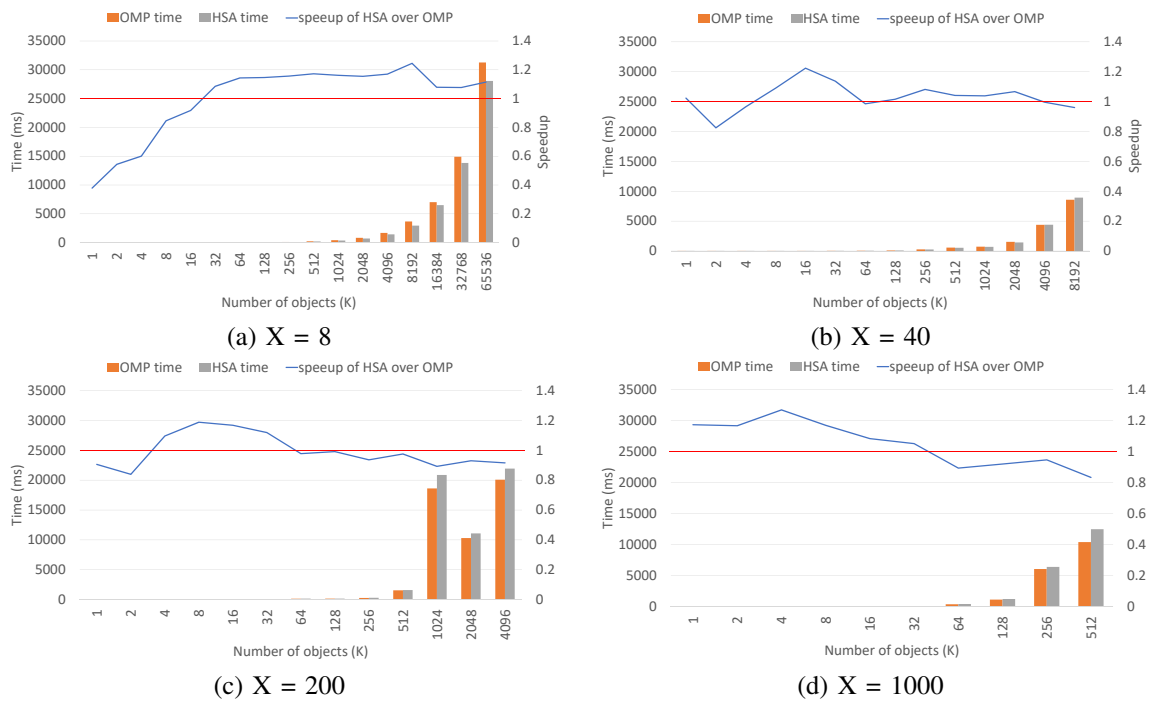 OMP time HSA time speeup of HSA over OMP
35000 1.4
30000 1.2
25000 1
20000 0.8
15000 0.6
10000 0.4
5000 0.2
0 0
Time (ms)
Speedup
1 2 4 8 16 32 64 128 256 512 1024 2048 4096 8192 16384 32768 65536
Number of objects (K)
(a) X = 8
OMP time HSA time speeup of HSA over OMP
35000 1.4
30000 1.2
25000 1
20000 0.8
15000 0.6
10000 0.4
5000 0.2
0 0
Time (ms)
Speedup
1 2 4 8 16 32 64 128 256 512 1024 2048 4096 8192
Number of objects (K)
(b) X = 40
OMP time HSA time speeup of HSA over OMP
35000 1.4
30000 1.2
25000 1
20000 0.8
15000 0.6
10000 0.4
5000 0.2
0 0
Time (ms)
1 2 4 8 16 32 64 128 256 512 1024 2048 4096
Number of objects (K)
(c) X = 200
OMP time HSA time speeup of HSA over OMP
35000 1.4
30000 1.2
25000 1
20000 0.8
15000 0.6
10000 0.4
5000 0.2
0 0
Time (ms)
1 2 4 8 16 32 64 128 256 512
Number of objects (K)
(d) X = 1000